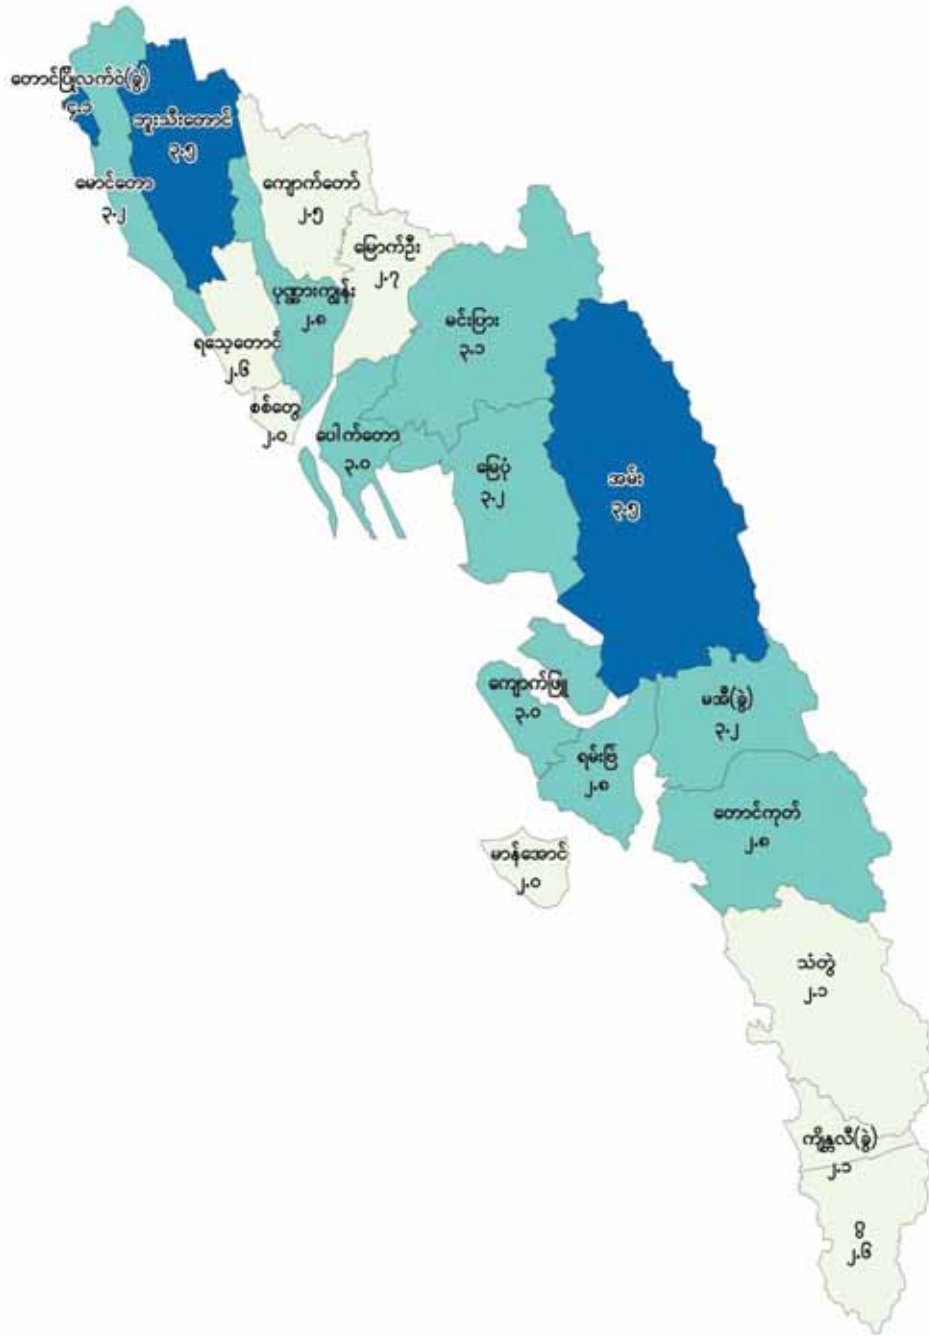 တောင်ပြိုလက်ဝဲ(ခွဲ)
၄.၁
ဘူးသီးတောင်
၃.၅
မောင်တော
၃.၂
ကျောက်တော်
၂.၅
မြောက်ဦး
၂.၇
ပုဏ္ဏားကျွန်း
၂.၈
မင်းပြား
၃.၁
ရသေ့တောင်
၂.၆
စစ်တွေ
၂.၀
ပေါက်တော
၃.၀
မြေပုံ
၃.၂
အမ်း
၃.၅
ကျောက်ဖြူ
၃.၀
မအီ(ခွဲ)
၃.၂
ရမ်းဗြဲ
၂.၈
တောင်ကုတ်
၂.၈
မာန်အောင်
၂.၀
သံတွဲ
၂.၁
ကျိန္တလီ(ခွဲ)
၂.၁
ဂွ
၂.၆